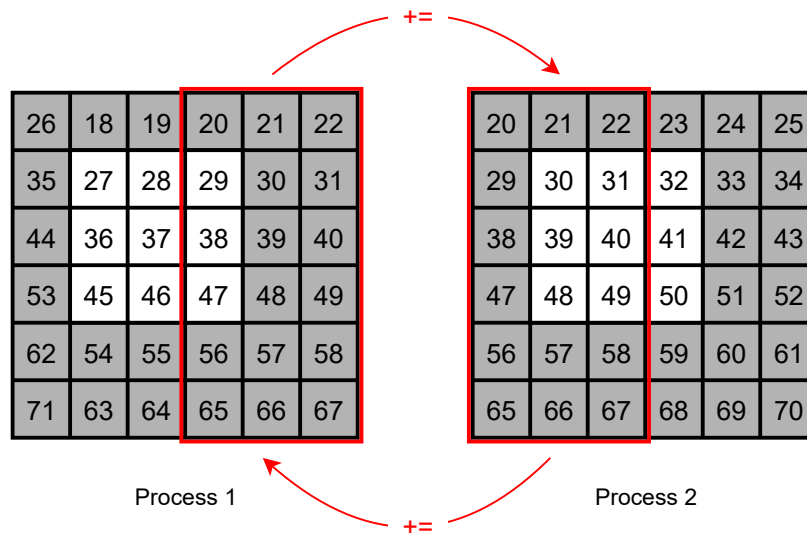 +=
26 18 19 20 21 22 20 21 22 23 24 25
35 27 28 29 30 31 29 30 31 32 33 34
44 36 37 38 39 40 38 39 40 41 42 43
53 45 46 47 48 49 47 48 49 50 51 52
62 54 55 56 57 58 56 57 58 59 60 61
71 63 64 65 66 67 65 66 67 68 69 70
Process 1 Process 2
+=